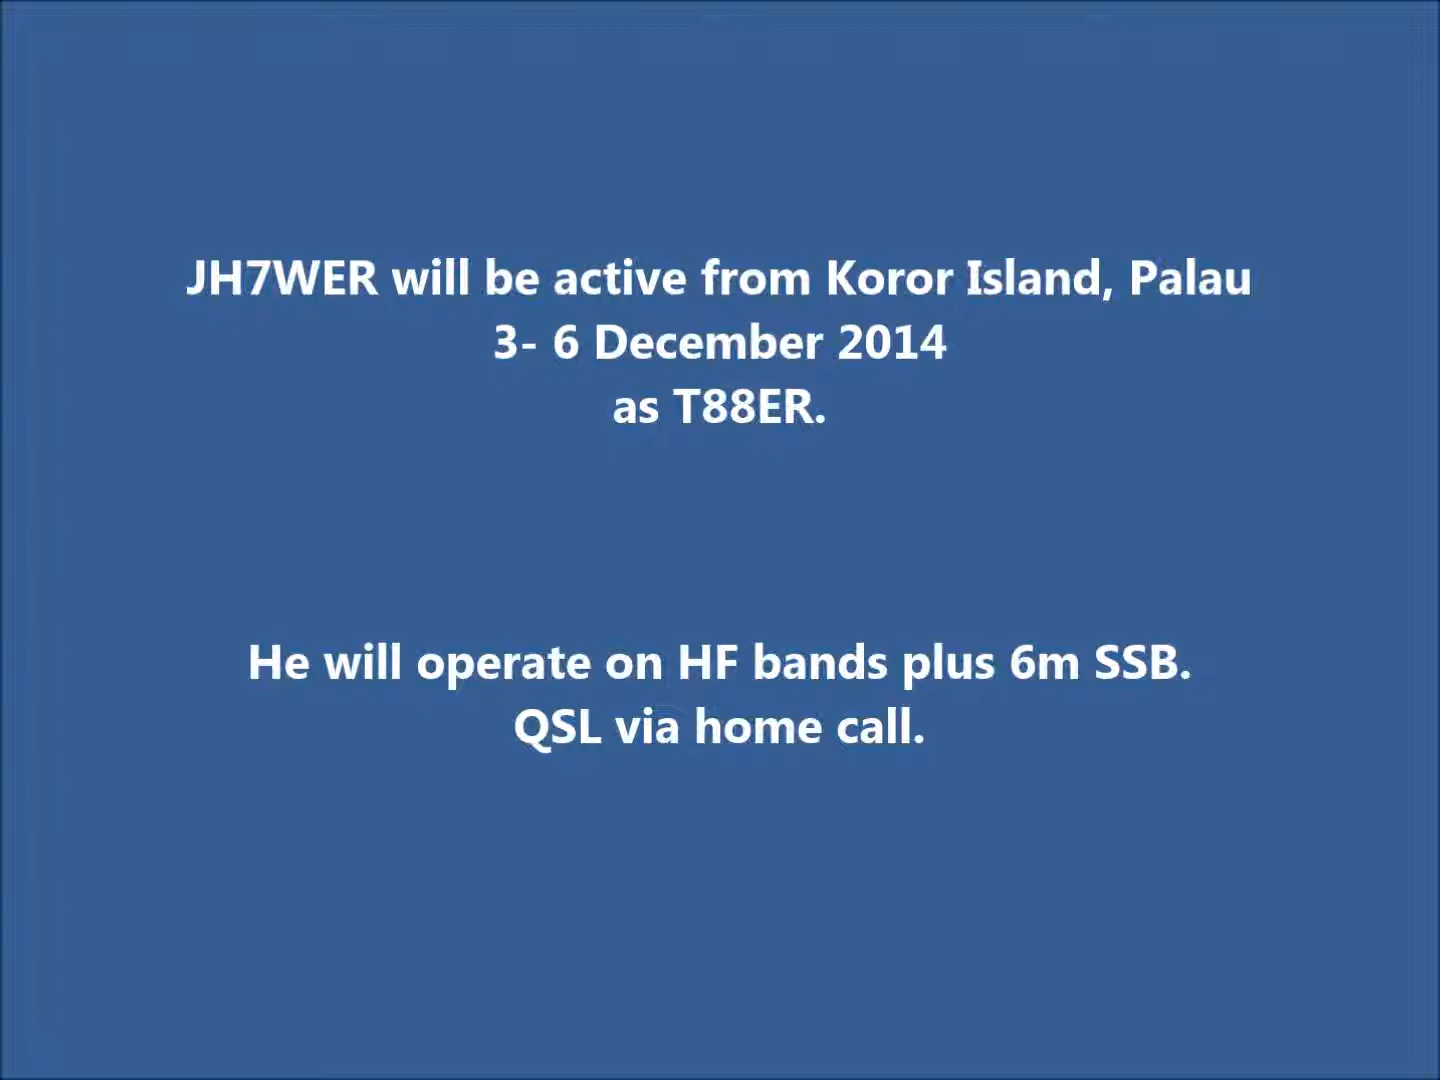 JH7WER will be active from Koror Island, Palau
3- 6 December 2014
as T88ER.
He will operate on HF bands plus 6m SSB.
QSL via home call.